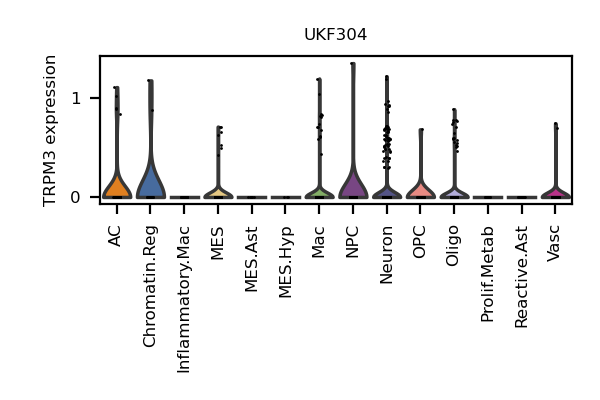 UKF304
TRPM3 expression
1
0
AC
Chromatin.Reg
Inflammatory.Mac
MES
MES.Ast
MES.Hyp
Mac
NPC
Neuron
OPC
Oligo
Prolif.Metab
Reactive.Ast
Vasc